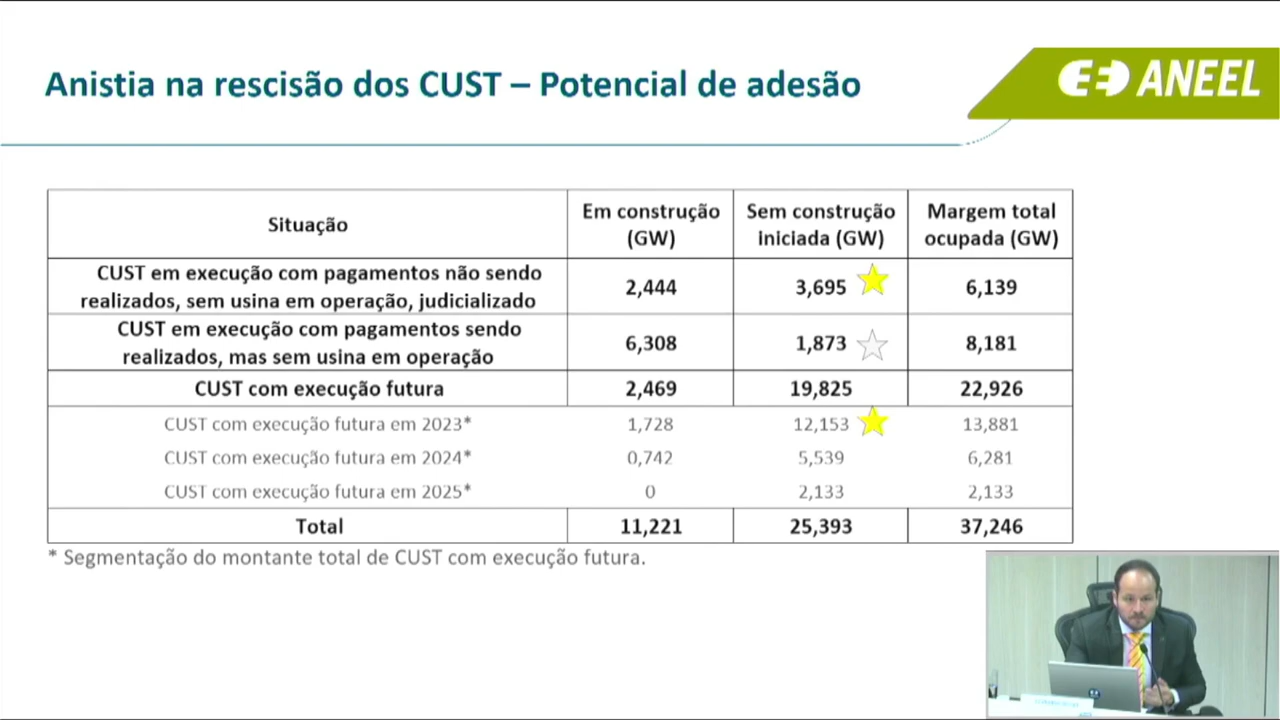 Anistia na rescisão dos CUST – Potencial de adesão
ANEEL
Situação
Em construção
(GW)
Sem construção
iniciada (GW)
Margem total
ocupada (GW)
CUST em execução com pagamentos não sendo
realizados, sem usina em operação, judicializado
2,444
3,695
6,139
CUST em execução com pagamentos sendo
realizados, mas sem usina em operação
6,308
1,873
8,181
CUST com execução futura
2,469
19,825
22,926
CUST com execução futura em 2023*
1,728
12,153
13,881
CUST com execução futura em 2024*
0,742
5,539
6,281
CUST com execução futura em 2025*
0
2,133
2,133
Total
11,221
25,393
37,246
* Segmentação do montante total de CUST com execução futura.